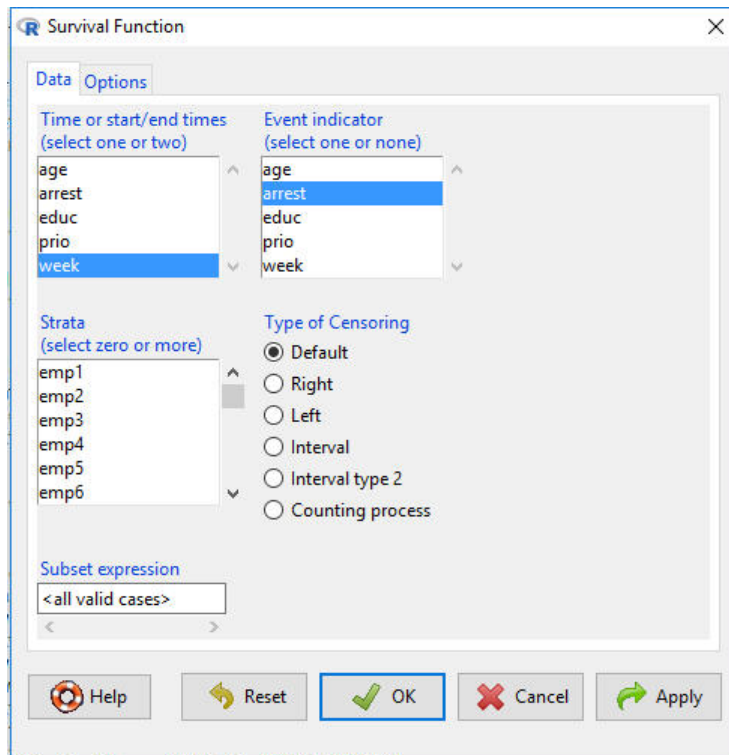 Survival Function
Data Options
Time or start/end times
(select one or two)
age
arrest
educ
prio
week
Event indicator
(select one or none)
age
arrest
educ
prio
week
Strata
(select zero or more)
emp1
emp2
emp3
emp4
emp5
emp6
Type of Censoring
Default
Right
Left
Interval
Interval type 2
Counting process
Subset expression
<all valid cases>
Help Reset OK Cancel Apply